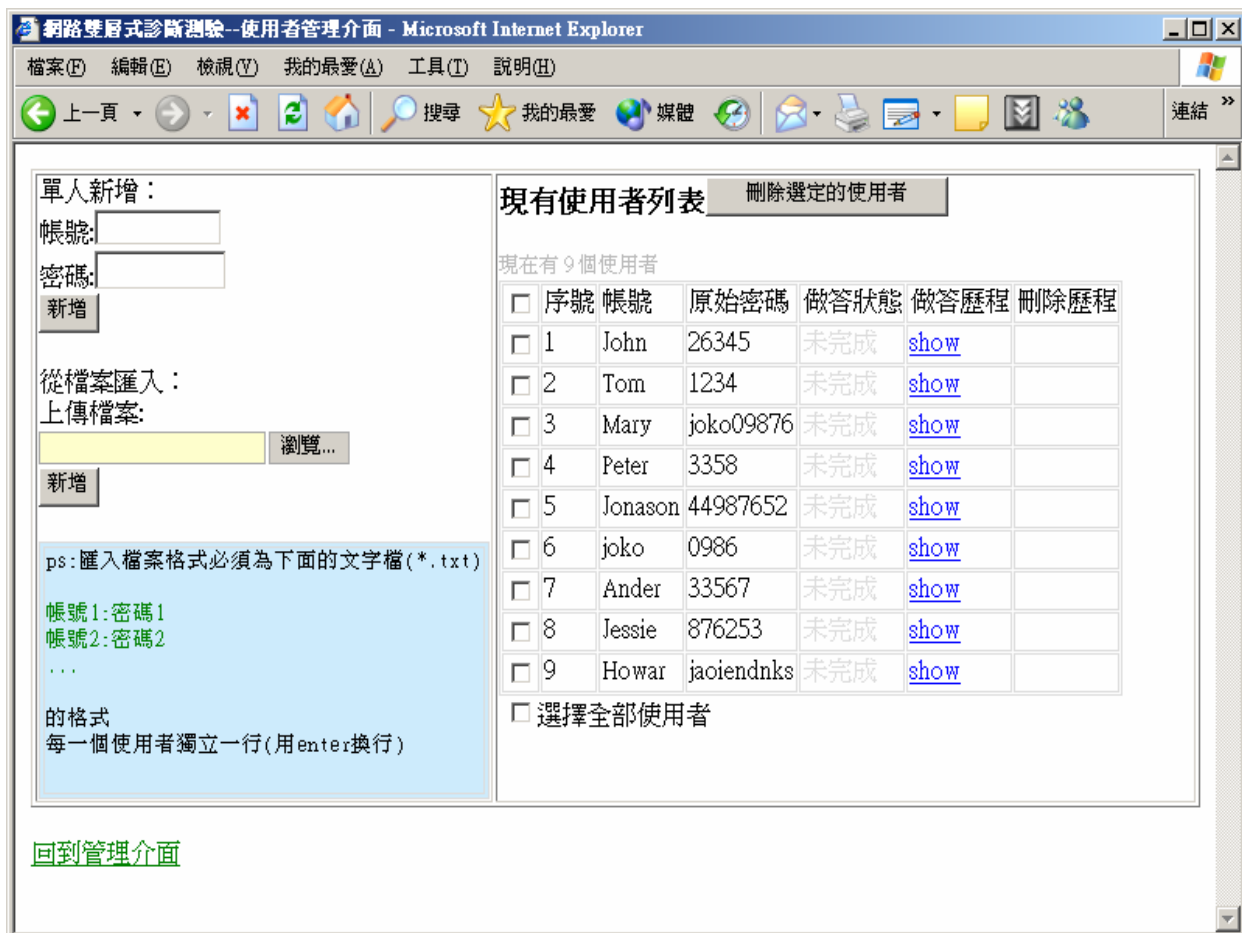 網路雙層式診斷測驗--使用者管理介面 - Microsoft Internet Explorer
檔案(F) 編輯(E) 檢視(V) 我的最愛(A) 工具(T) 說明(H)
上一頁 搜尋 我的最愛 媒體 連結 »
單人新增：
帳號:
密碼:
新增
從檔案匯入：
上傳檔案:
瀏覽...
新增
ps:匯入檔案格式必須為下面的文字檔(*.txt)
帳號1:密碼1
帳號2:密碼2
...
的格式
每一個使用者獨立一行(用enter換行)
現有使用者列表 刪除選定的使用者
現在有 9 個使用者
序號 帳號 原始密碼 做答狀態 做答歷程 刪除歷程
1 John 26345 未完成 show
2 Tom 1234 未完成 show
3 Mary joko09876 未完成 show
4 Peter 3358 未完成 show
5 Jonason 44987652 未完成 show
6 joko 0986 未完成 show
7 Ander 33567 未完成 show
8 Jessie 876253 未完成 show
9 Howar jaoiendnks 未完成 show
選擇全部使用者
回到管理介面